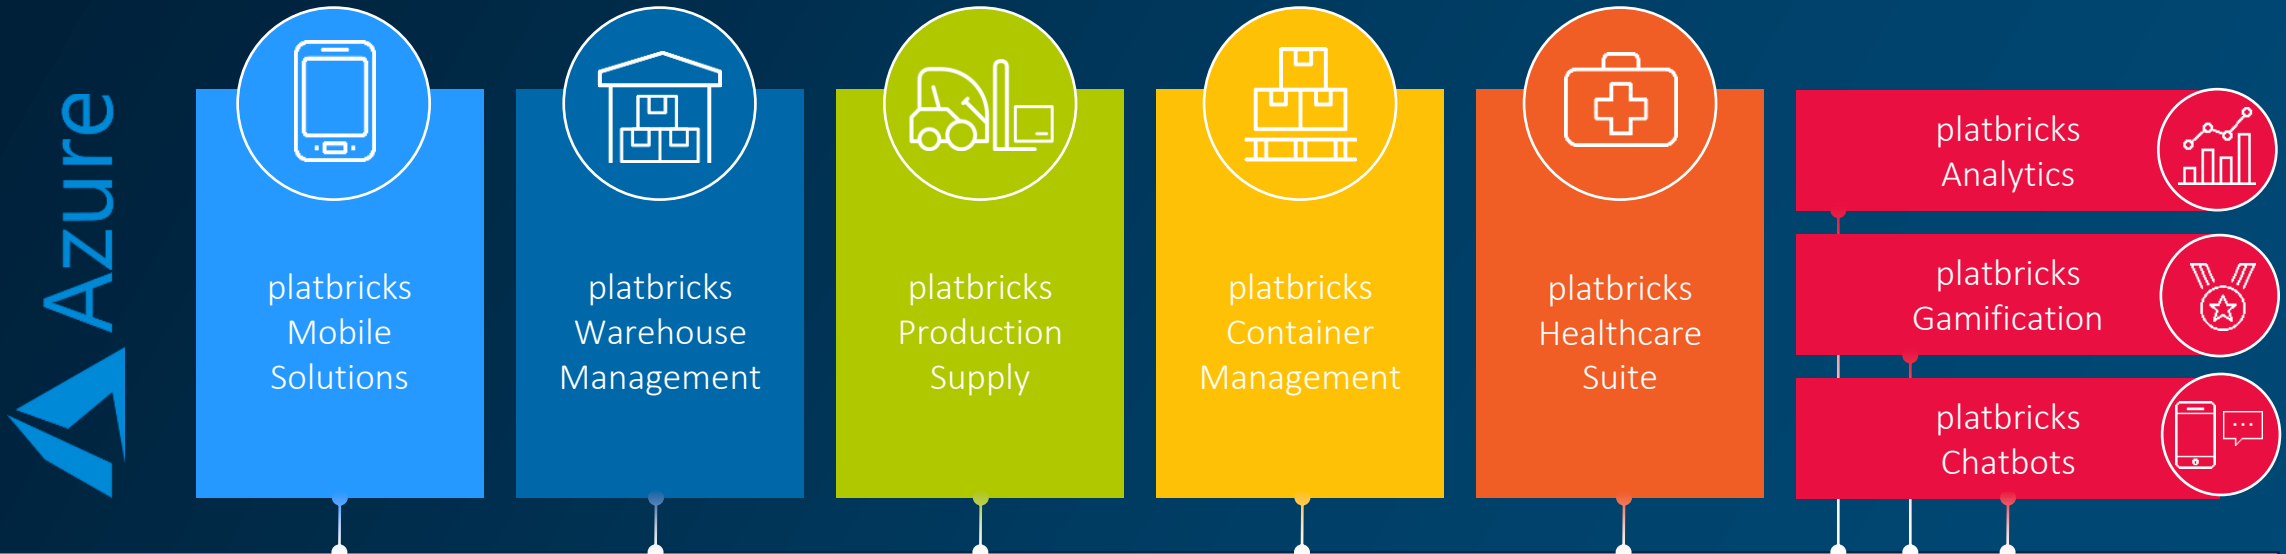 Azure
platbricks
Mobile
Solutions
platbricks
Warehouse
Management
platbricks
Production
Supply
platbricks
Container
Management
platbricks
Healthcare
Suite
platbricks
Analytics
platbricks
Gamification
platbricks
Chatbots